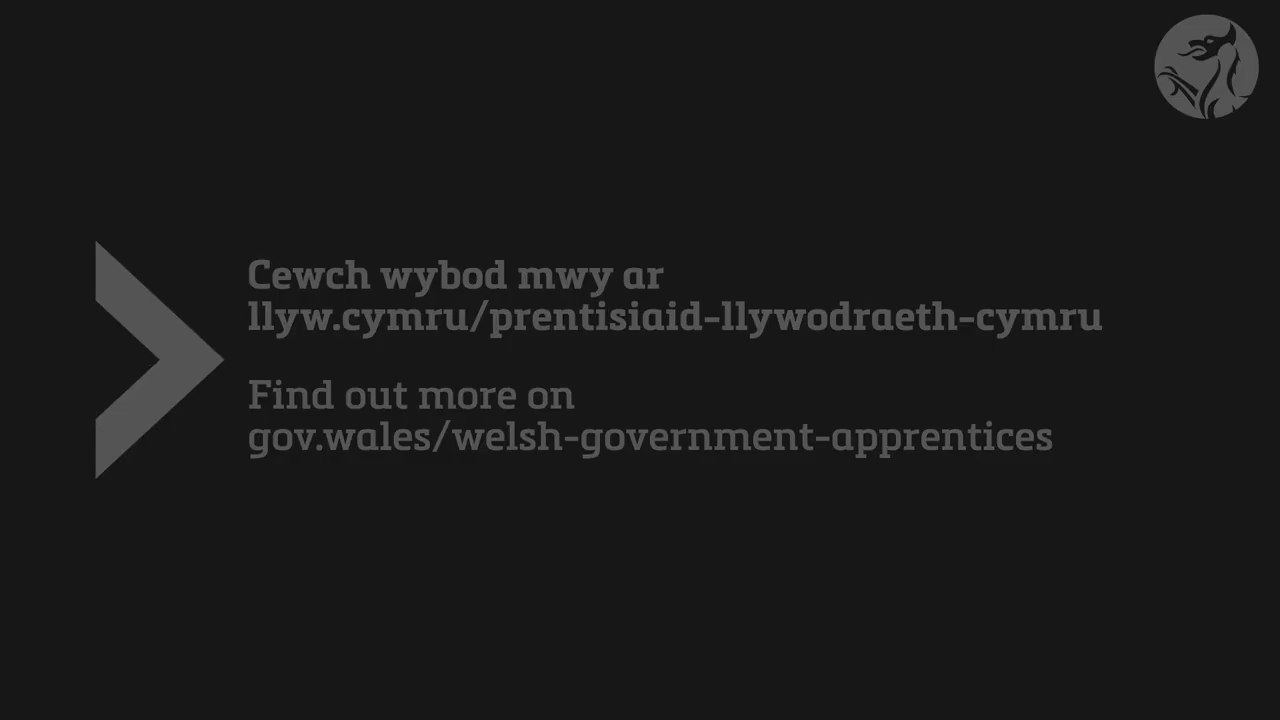 Cewch wybod mwy ar
llyw.cymru/prentisiaid-llywodraeth-cymru
Find out more on
gov.wales/welsh-government-apprentices